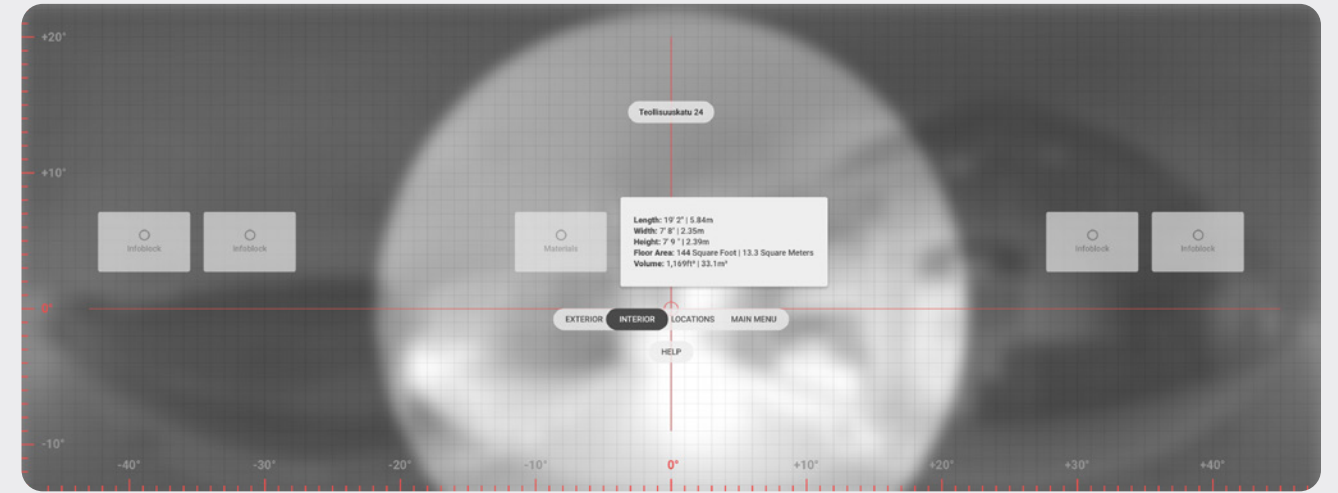 +20°
Teollisuuskatu 24
+10°
Length: 19' 2" | 5.84m
Width: 7' 8" | 2.35m
Height: 7' 9 " | 2.39m
Floor Area: 144 Square Foot | 13.3 Square Meters
Volume: 1,169ft³ | 33.1m³
Infoblock
Infoblock
Materials
Infoblock
Infoblock
0°
EXTERIOR INTERIOR LOCATIONS MAIN MENU
HELP
-10°
-40° -30° -20° -10° 0° +10° +20° +30° +40°